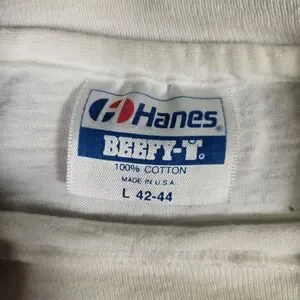 Hanes®
BEEFY-T®
100% COTTON
MADE IN U.S.A.
L 42-44